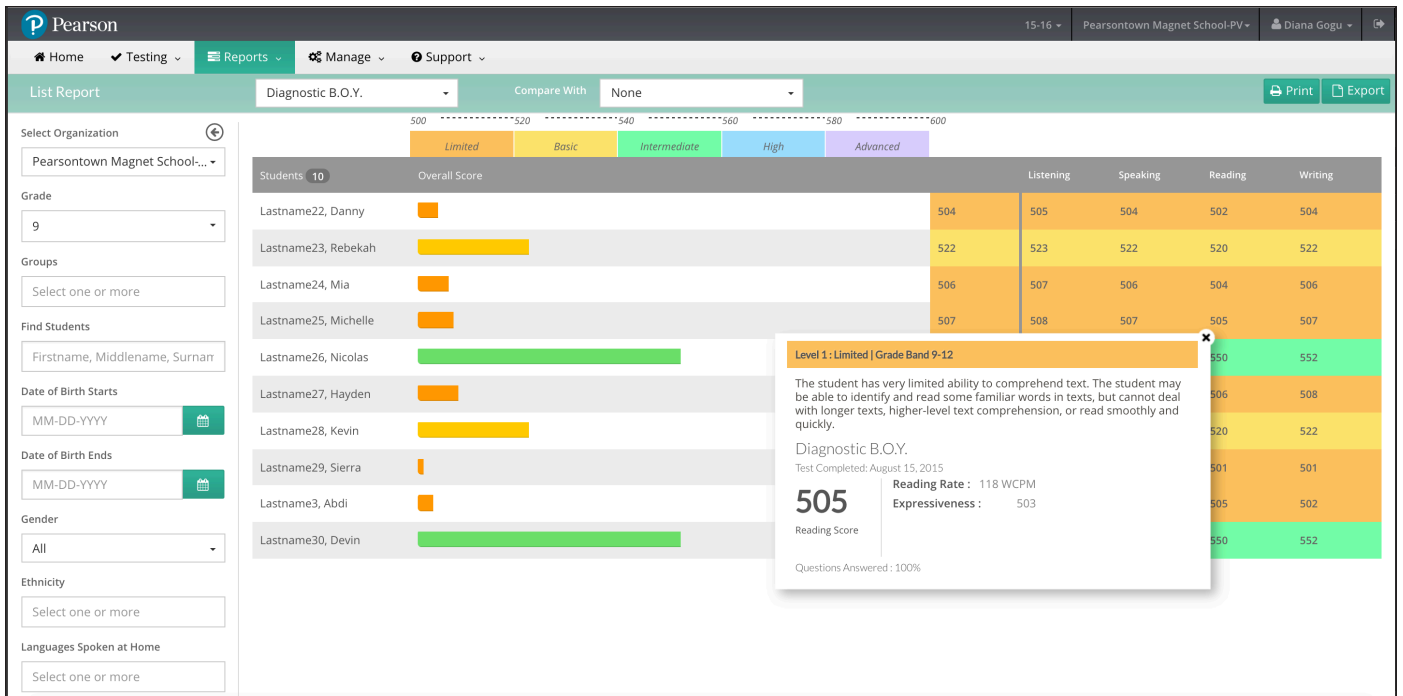 Pearson
15-16 Pearsontown Magnet School-PV Diana Gogu
Home Testing Reports Manage Support
List Report Diagnostic B.O.Y. Compare With None Print Export
Select Organization
Pearsontown Magnet School-...
Grade
9
Groups
Select one or more
Find Students
Firstname, Middlename, Surnam
Date of Birth Starts
MM-DD-YYYY
Date of Birth Ends
MM-DD-YYYY
Gender
All
Ethnicity
Select one or more
Languages Spoken at Home
Select one or more
500 520 540 560 580 600
Limited Basic Intermediate High Advanced
Students 10 Overall Score Listening Speaking Reading Writing
Lastname22, Danny 504 505 504 502 504
Lastname23, Rebekah 522 523 522 520 522
Lastname24, Mia 506 507 506 504 506
Lastname25, Michelle 507 508 507 505 507
Lastname26, Nicolas 550 552
Lastname27, Hayden 506 508
Lastname28, Kevin 520 522
Lastname29, Sierra 501 501
Lastname3, Abdi 505 502
Lastname30, Devin 550 552
Level 1 : Limited | Grade Band 9-12
The student has very limited ability to comprehend text. The student may
be able to identify and read some familiar words in texts, but cannot deal
with longer texts, higher-level text comprehension, or read smoothly and
quickly.
Diagnostic B.O.Y.
Test Completed: August 15, 2015
505
Reading Score
Reading Rate : 118 WCPM
Expressiveness : 503
Questions Answered : 100%